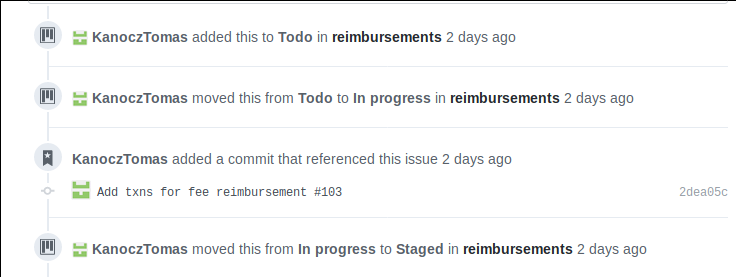 KanoczTomas added this to Todo in reimbursements 2 days ago
KanoczTomas moved this from Todo to In progress in reimbursements 2 days ago
KanoczTomas added a commit that referenced this issue 2 days ago
Add txns for fee reimbursement #103 2dea05c
KanoczTomas moved this from In progress to Staged in reimbursements 2 days ago